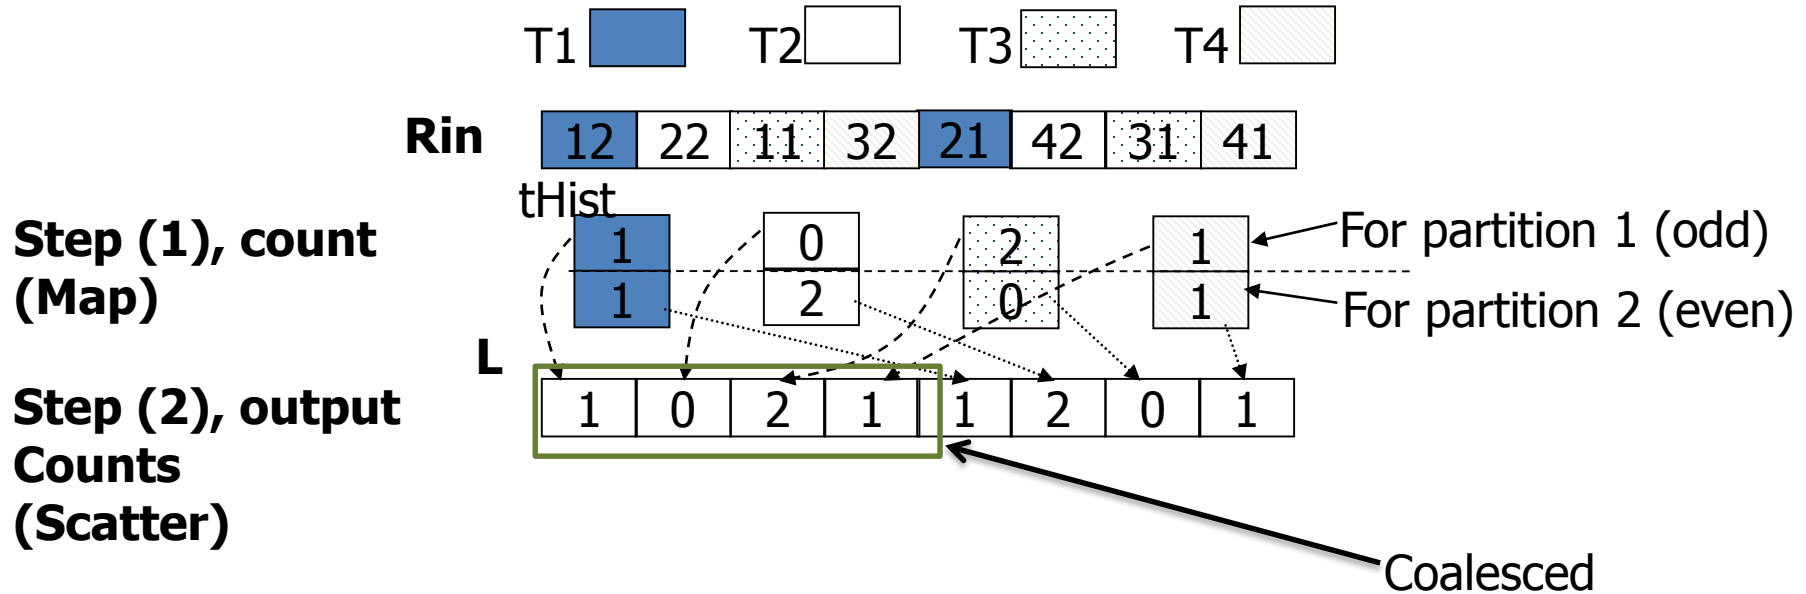 T1 T2 T3 T4
Rin 12 22 11 32 21 42 31 41
tHist
Step (1), count
(Map)
1 0 2 1
1 2 0 1
For partition 1 (odd)
For partition 2 (even)
L
Step (2), output
Counts
(Scatter)
1 0 2 1 1 2 0 1
Coalesced